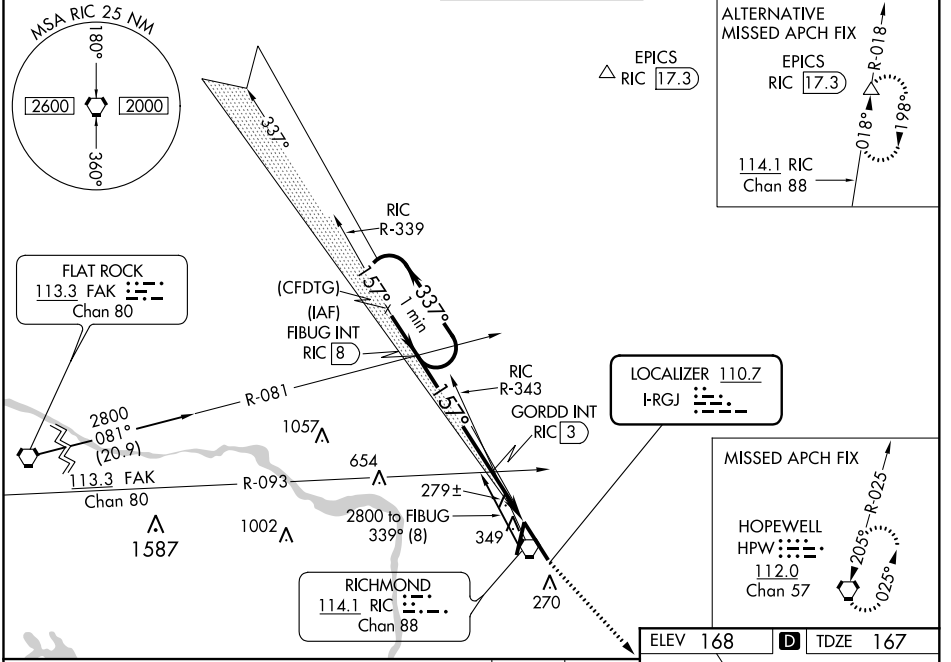 MSA RIC 25 NM
180°
2600
2000
360°
EPICS
RIC 17.3
ALTERNATIVE
MISSED APCH FIX
EPICS
RIC 17.3
R-018
018°
198°
114.1 RIC
Chan 88
337°
RIC
R-339
157°
337°
1 min
(CFDTG)
(IAF)
FIBUG INT
RIC 8
FLAT ROCK
113.3 FAK
Chan 80
2800
081°
(20.9)
R-081
RIC
R-343
157°
GORDD INT
RIC 3
LOCALIZER 110.7
I-RGJ
1057
654
113.3 FAK
Chan 80
R-093
279±
2800 to FIBUG
339° (8)
349
1587
1002
270
RICHMOND
114.1 RIC
Chan 88
MISSED APCH FIX
R-025
HOPEWELL
HPW
112.0
Chan 57
205°
025°
ELEV 168
D
TDZE 167